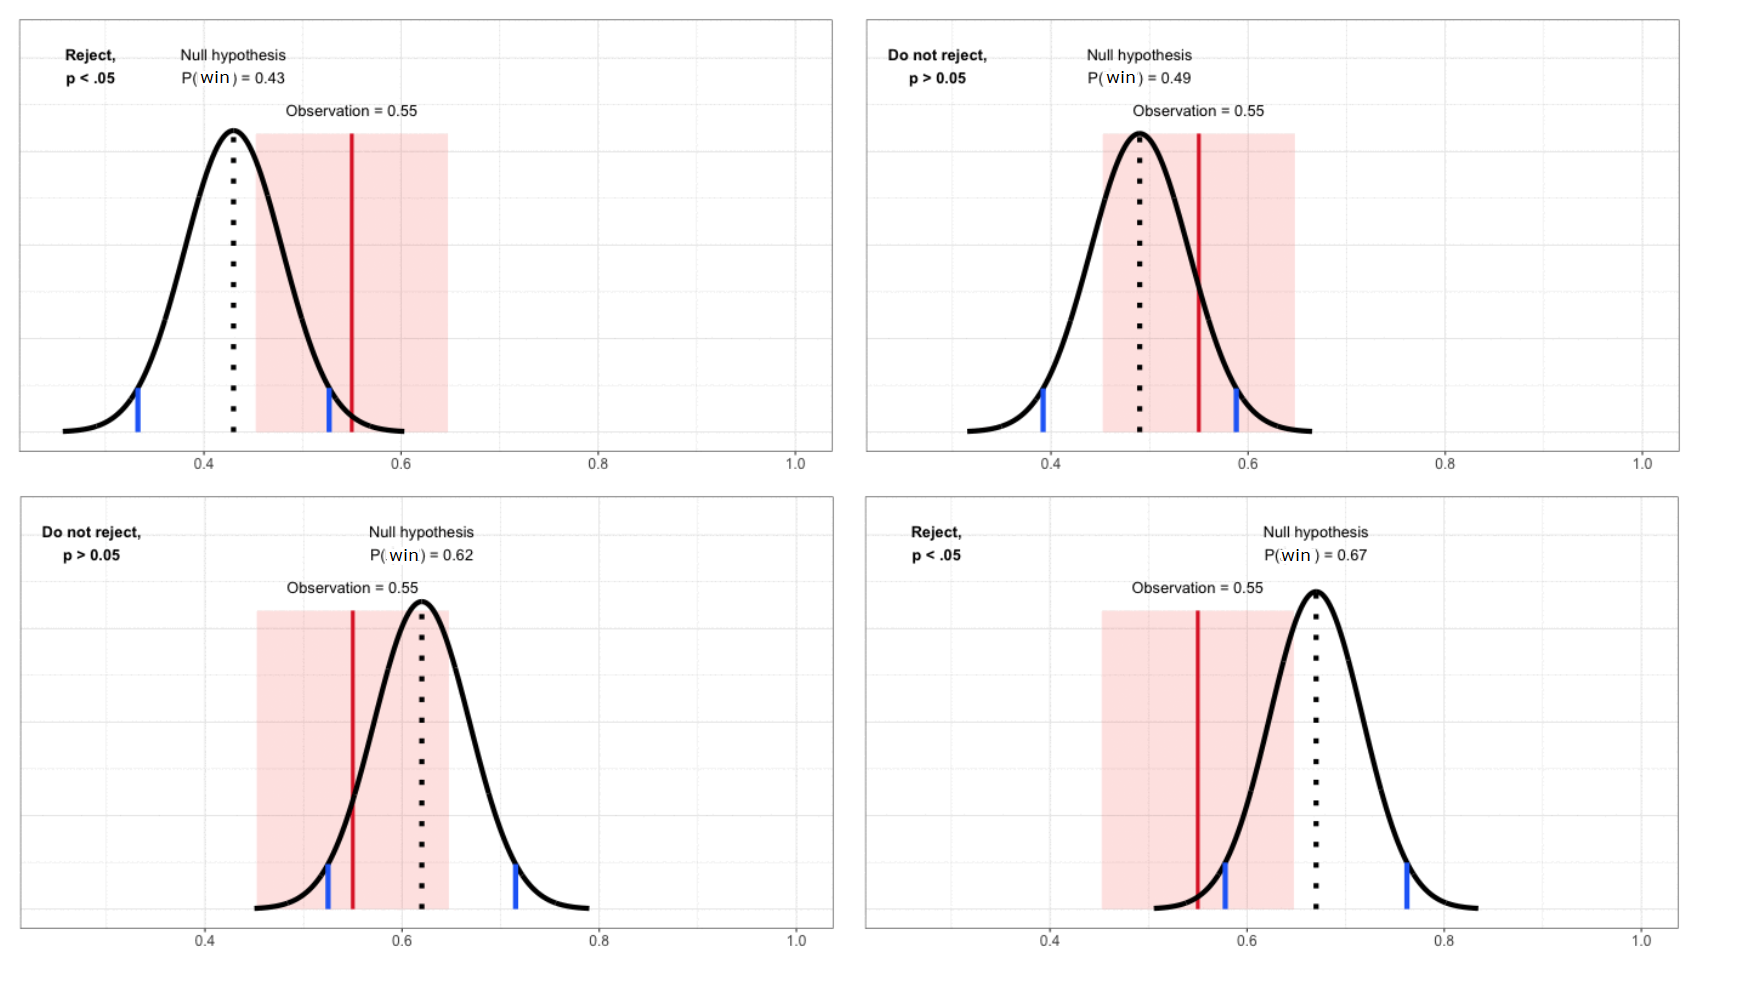 Reject,
p < .05
Null hypothesis
P( win ) = 0.43
Observation = 0.55
0.4
0.6
0.8
1.0
Do not reject,
p > 0.05
Null hypothesis
P( win ) = 0.49
Observation = 0.55
0.4
0.6
0.8
1.0
Do not reject,
p > 0.05
Null hypothesis
P( win ) = 0.62
Observation = 0.55
0.4
0.6
0.8
1.0
Reject,
p < .05
Null hypothesis
P( win ) = 0.67
Observation = 0.55
0.4
0.6
0.8
1.0